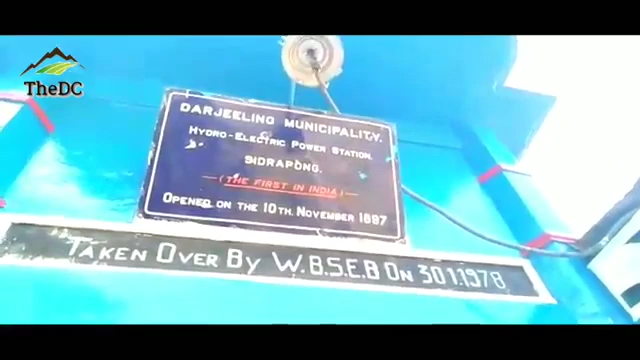 TheDC
DARJEELING MUNICIPALITY.
HYDRO-ELECTRIC POWER STATION.
SIDRAPONG.
(THE FIRST IN INDIA)
OPENED ON THE 10TH. NOVEMBER 1897
TAKEN OVER BY W.B.S.E.B ON 30.1.1978